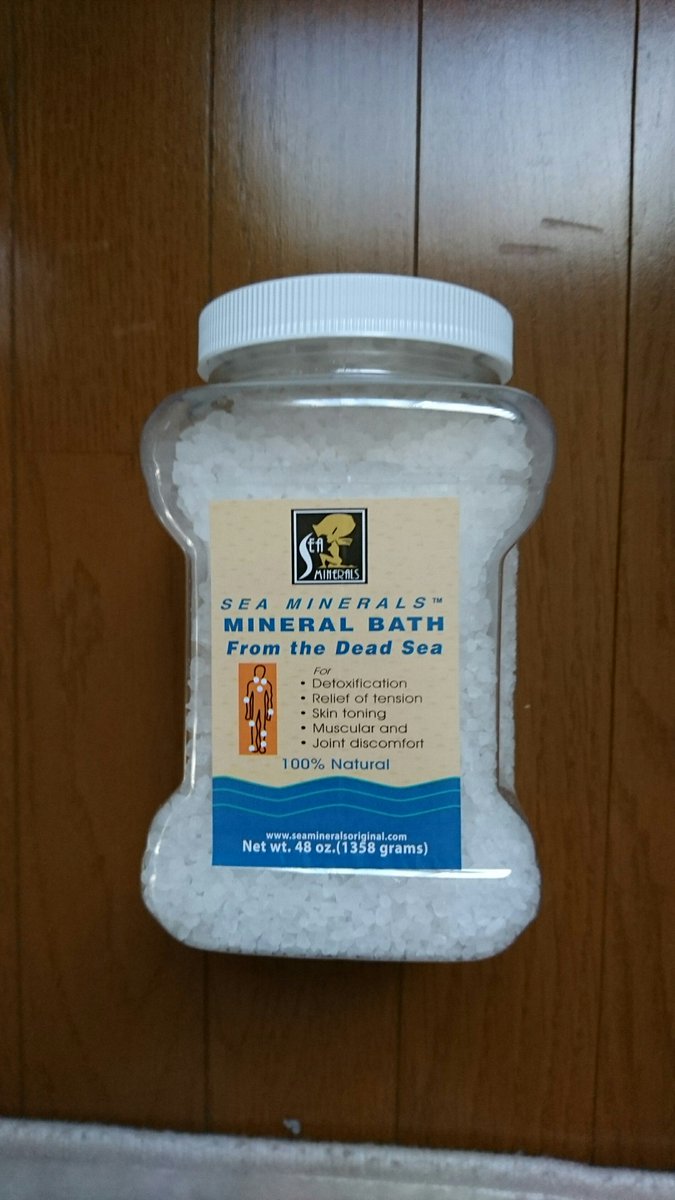 SEA
MINERALS
SEA MINERALS™
MINERAL BATH
From the Dead Sea
For
• Detoxification
• Relief of tension
• Skin toning
• Muscular and
• Joint discomfort
100% Natural
www.seamineralsoriginal.com
Net wt. 48 oz.(1358 grams)